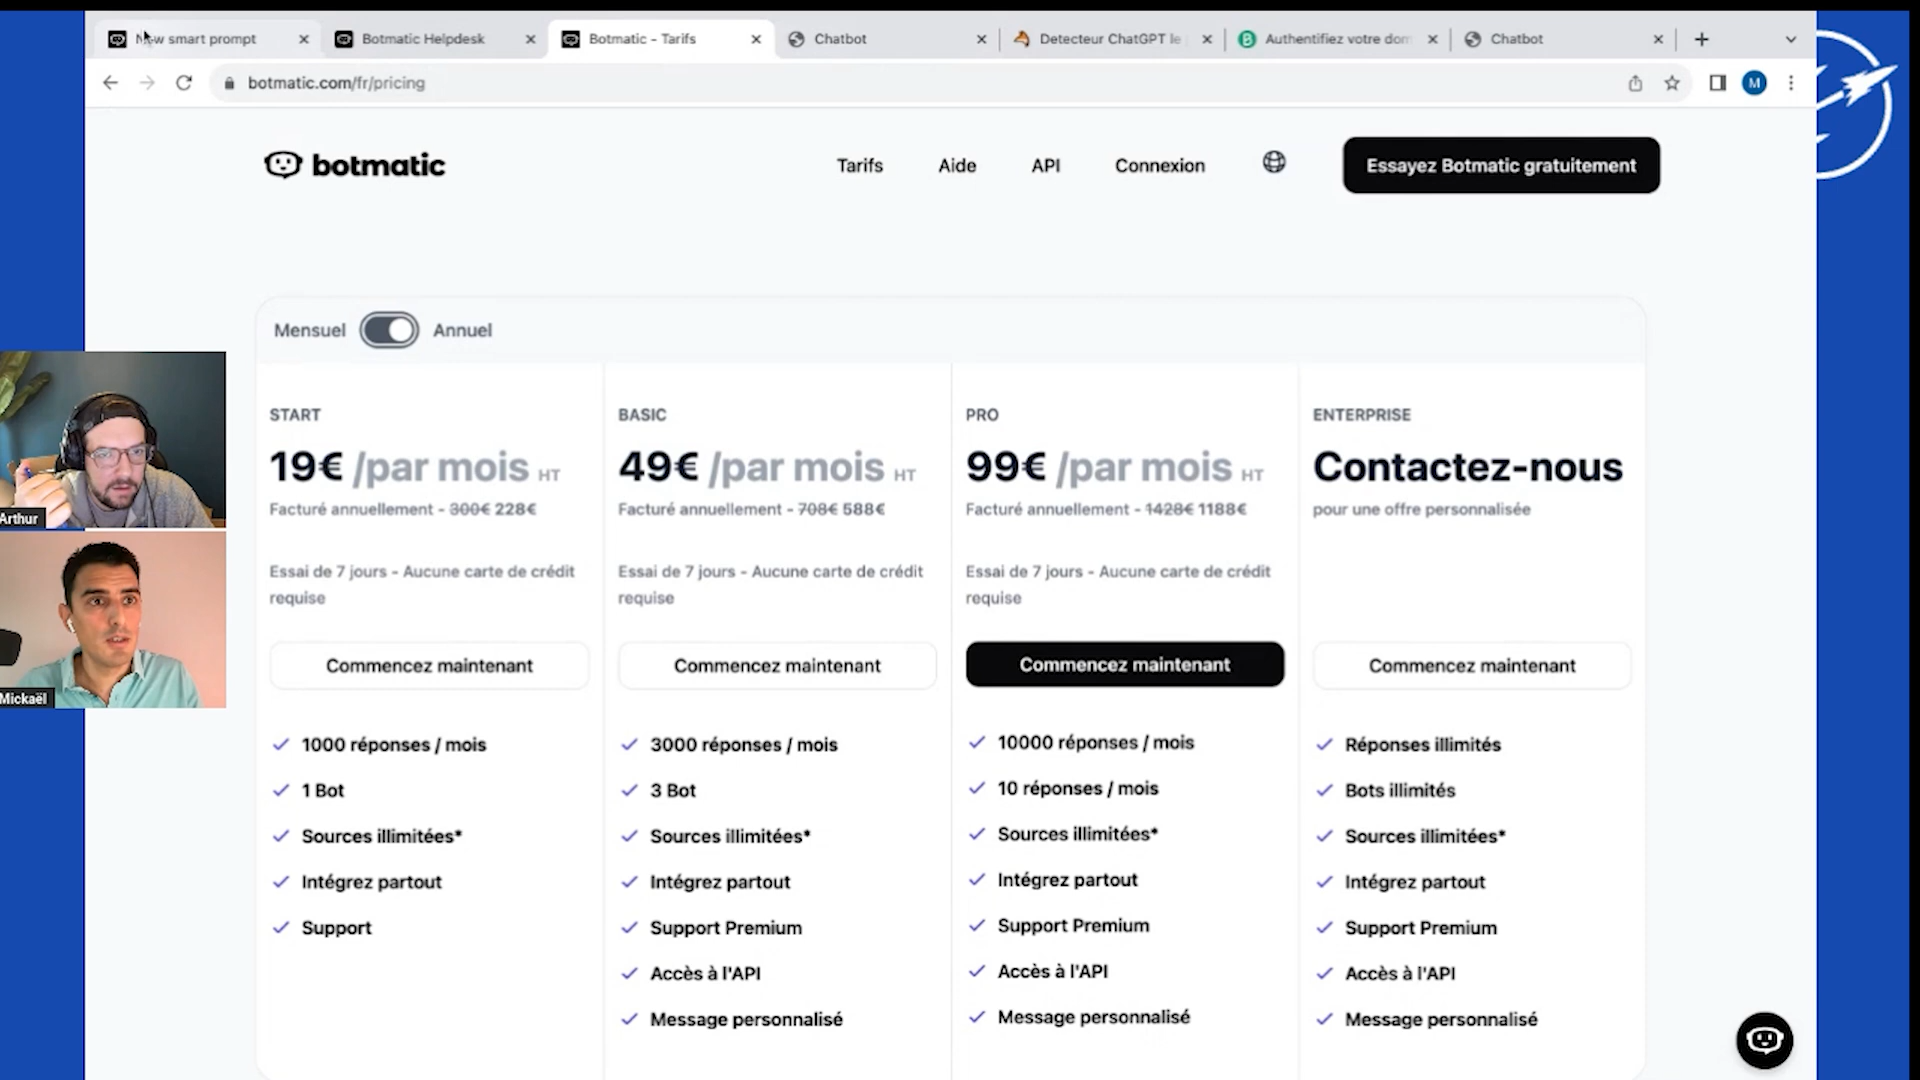 New smart prompt
Botmatic Helpdesk
Botmatic - Tarifs
Chatbot
Detecteur ChatGPT le
Authentifiez votre dom
Chatbot
botmatic.com/fr/pricing
M
botmatic
Tarifs
Aide
API
Connexion
Essayez Botmatic gratuitement
Mensuel
Annuel
START
19€ /par mois HT
Facturé annuellement - 300€ 228€
Essai de 7 jours - Aucune carte de crédit
requise
Commencez maintenant
1000 réponses / mois
1 Bot
Sources illimitées*
Intégrez partout
Support
BASIC
49€ /par mois HT
Facturé annuellement - 708€ 588€
Essai de 7 jours - Aucune carte de crédit
requise
Commencez maintenant
3000 réponses / mois
3 Bot
Sources illimitées*
Intégrez partout
Support Premium
Accès à l'API
Message personnalisé
PRO
99€ /par mois HT
Facturé annuellement - 1428€ 1188€
Essai de 7 jours - Aucune carte de crédit
requise
Commencez maintenant
10000 réponses / mois
10 réponses / mois
Sources illimitées*
Intégrez partout
Support Premium
Accès à l'API
Message personnalisé
ENTERPRISE
Contactez-nous
pour une offre personnalisée
Commencez maintenant
Réponses illimités
Bots illimités
Sources illimitées*
Intégrez partout
Support Premium
Accès à l'API
Message personnalisé
Arthur
Mickaël